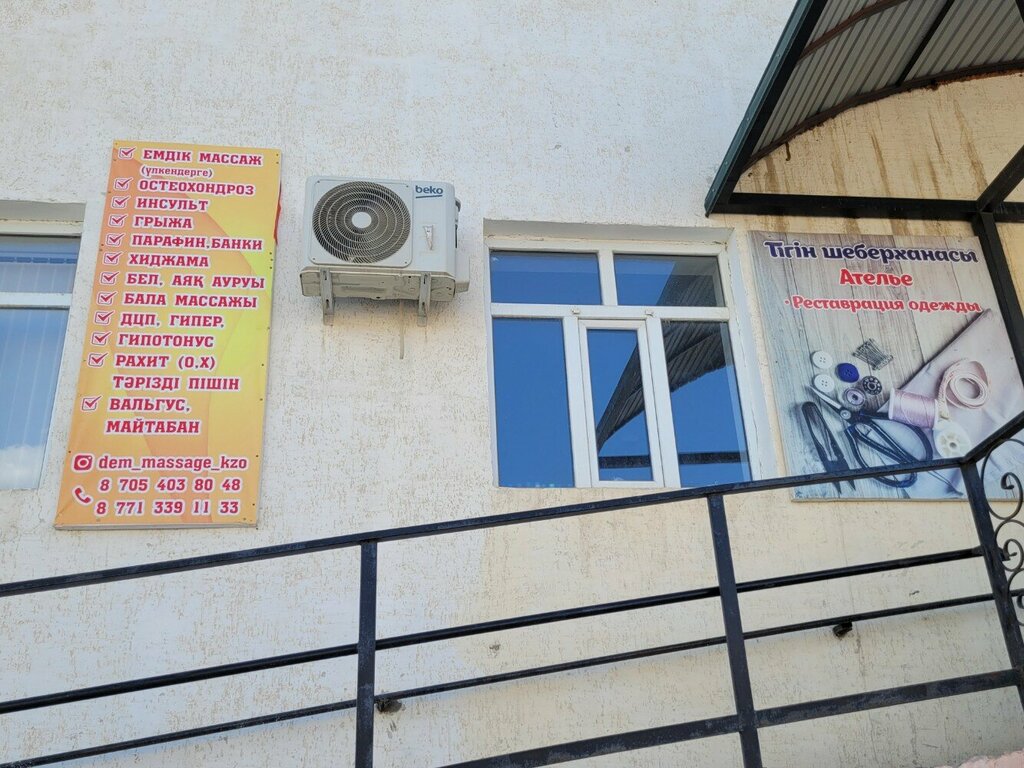 ЕМДІК МАССАЖ
(үлкендерге)
ОСТЕОХОНДРОЗ
ИНСУЛЬТ
ГРЫЖА
ПАРАФИН,БАНКИ
ХИДЖАМА
БЕЛ, АЯҚ АУРУЫ
БАЛА МАССАЖЫ
ДЦП, ГИПЕР,
ГИПОТОНУС
РАХИТ (О,Х)
ТӘРІЗДІ ПІШІН
ВАЛЬГУС,
МАЙТАБАН
dem_massage_kzo
8 705 403 80 48
8 771 339 11 33
beko
Тігін шеберханасы
Ателье
·Реставрация одежды